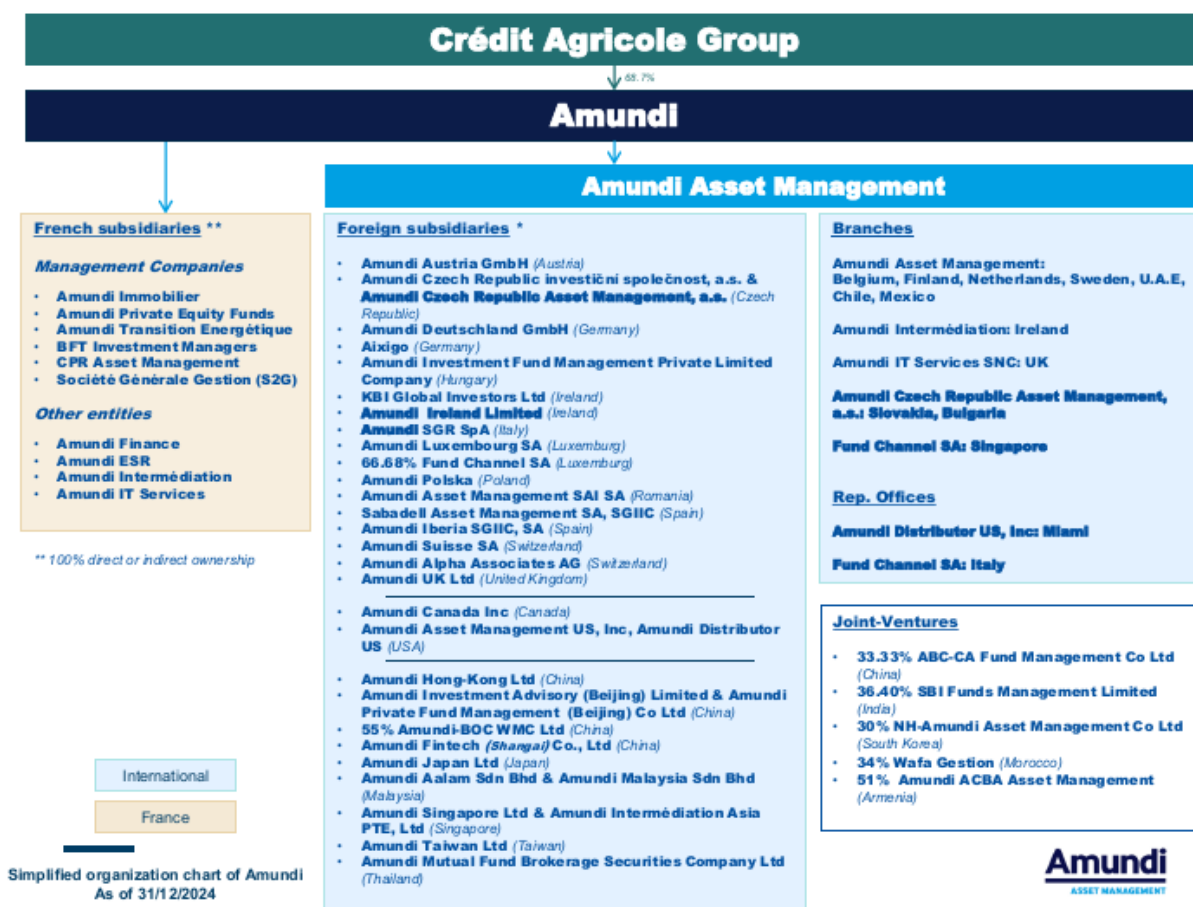 Crédit Agricole Group
68.7%
Amundi
Amundi Asset Management
French subsidiaries **
Management Companies
• Amundi Immobilier
• Amundi Private Equity Funds
• Amundi Transition Energétique
• BFT Investment Managers
• CPR Asset Management
• Société Générale Gestion (S2G)
Other entities
• Amundi Finance
• Amundi ESR
• Amundi Intermédiation
• Amundi IT Services
** 100% direct or indirect ownership
Foreign subsidiaries *
• Amundi Austria GmbH (Austria)
• Amundi Czech Republic investiční společnost, a.s. &
Amundi Czech Republic Asset Management, a.s. (Czech
Republic)
• Amundi Deutschland GmbH (Germany)
• Aixigo (Germany)
• Amundi Investment Fund Management Private Limited
Company (Hungary)
• KBI Global Investors Ltd (Ireland)
• Amundi Ireland Limited (Ireland)
• Amundi SGR SpA (Italy)
• Amundi Luxembourg SA (Luxemburg)
• 66.68% Fund Channel SA (Luxemburg)
• Amundi Polska (Poland)
• Amundi Asset Management SAI SA (Romania)
• Sabadell Asset Management SA, SGIIC (Spain)
• Amundi Iberia SGIIC, SA (Spain)
• Amundi Suisse SA (Switzerland)
• Amundi Alpha Associates AG (Switzerland)
• Amundi UK Ltd (United Kingdom)
• Amundi Canada Inc (Canada)
• Amundi Asset Management US, Inc, Amundi Distributor
US (USA)
• Amundi Hong-Kong Ltd (China)
• Amundi Investment Advisory (Beijing) Limited & Amundi
Private Fund Management (Beijing) Co Ltd (China)
• 55% Amundi-BOC WMC Ltd (China)
• Amundi Fintech (Shangai) Co., Ltd (China)
• Amundi Japan Ltd (Japan)
• Amundi Aalam Sdn Bhd & Amundi Malaysia Sdn Bhd
(Malaysia)
• Amundi Singapore Ltd & Amundi Intermédiation Asia
PTE, Ltd (Singapore)
• Amundi Taiwan Ltd (Taiwan)
• Amundi Mutual Fund Brokerage Securities Company Ltd
(Thailand)
Branches
Amundi Asset Management:
Belgium, Finland, Netherlands, Sweden, U.A.E,
Chile, Mexico
Amundi Intermédiation: Ireland
Amundi IT Services SNC: UK
Amundi Czech Republic Asset Management,
a.s.: Slovakia, Bulgaria
Fund Channel SA: Singapore
Rep. Offices
Amundi Distributor US, Inc: Miami
Fund Channel SA: Italy
Joint-Ventures
• 33.33% ABC-CA Fund Management Co Ltd
(China)
• 36.40% SBI Funds Management Limited
(India)
• 30% NH-Amundi Asset Management Co Ltd
(South Korea)
• 34% Wafa Gestion (Morocco)
• 51% Amundi ACBA Asset Management
(Armenia)
International
France
Simplified organization chart of Amundi
As of 31/12/2024
Amundi
ASSET MANAGEMENT